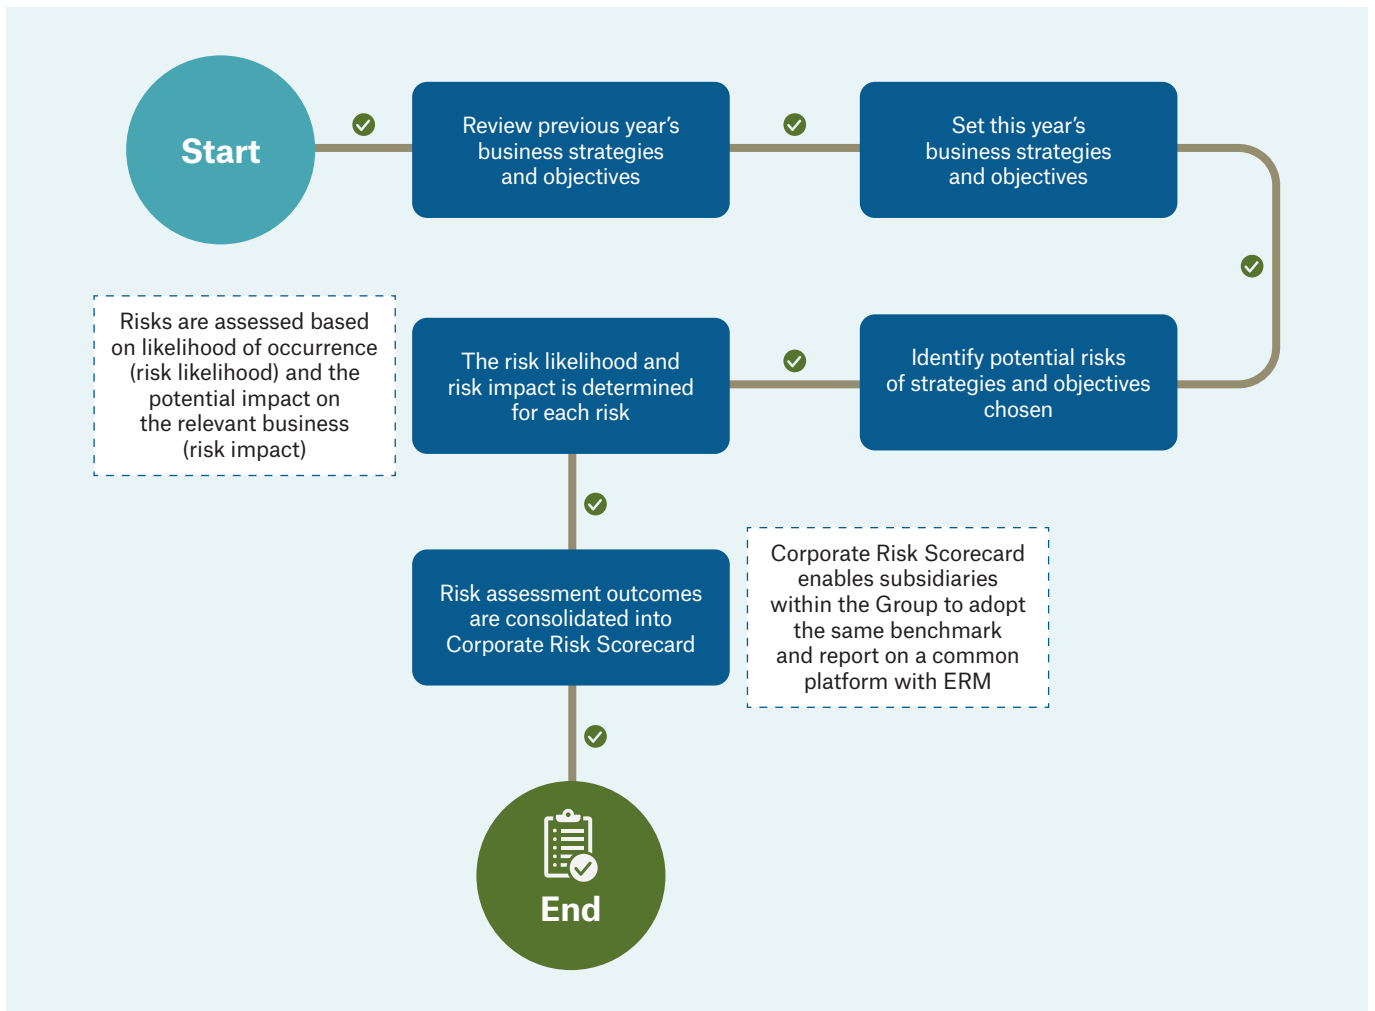 Start
Review previous year’s
business strategies
and objectives
Set this year’s
business strategies
and objectives
Identify potential risks
of strategies and objectives
chosen
The risk likelihood and
risk impact is determined
for each risk
Risks are assessed based
on likelihood of occurrence
(risk likelihood) and the
potential impact on
the relevant business
(risk impact)
Risk assessment outcomes
are consolidated into
Corporate Risk Scorecard
Corporate Risk Scorecard
enables subsidiaries
within the Group to adopt
the same benchmark
and report on a common
platform with ERM
End